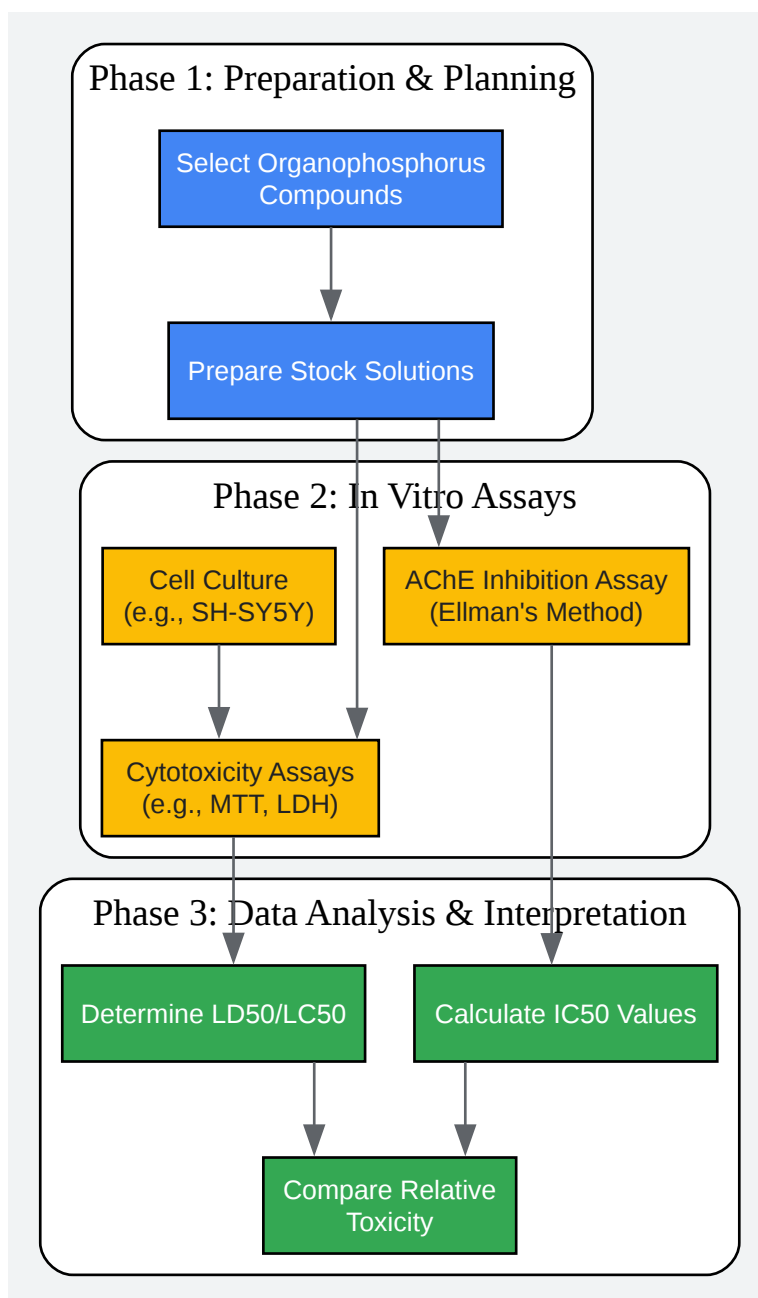 Phase 1: Preparation & Planning
Select Organophosphorus
Compounds
Prepare Stock Solutions
Phase 2: In Vitro Assays
Cell Culture
(e.g., SH-SY5Y)
AChE Inhibition Assay
(Ellman's Method)
Cytotoxicity Assays
(e.g., MTT, LDH)
Phase 3: Data Analysis & Interpretation
Determine LD50/LC50
Calculate IC50 Values
Compare Relative
Toxicity